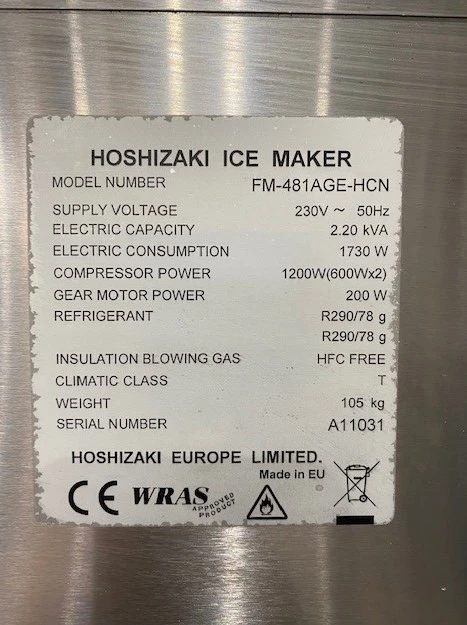 HOSHIZAKI ICE MAKER
MODEL NUMBER FM-481AGE-HCN
SUPPLY VOLTAGE 230V ~ 50Hz
ELECTRIC CAPACITY 2.20 kVA
ELECTRIC CONSUMPTION 1730 W
COMPRESSOR POWER 1200W(600Wx2)
GEAR MOTOR POWER 200 W
REFRIGERANT R290/78 g
R290/78 g
INSULATION BLOWING GAS HFC FREE
CLIMATIC CLASS T
WEIGHT 105 kg
SERIAL NUMBER A11031
HOSHIZAKI EUROPE LIMITED.
Made in EU
CE WRAS APPROVED PRODUCT